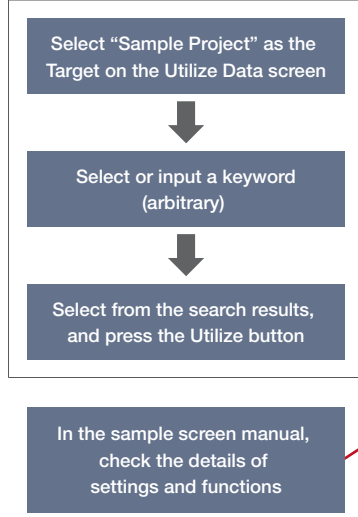 Select “Sample Project” as the
Target on the Utilize Data screen
Select or input a keyword
(arbitrary)
Select from the search results,
and press the Utilize button
In the sample screen manual,
check the details of
settings and functions